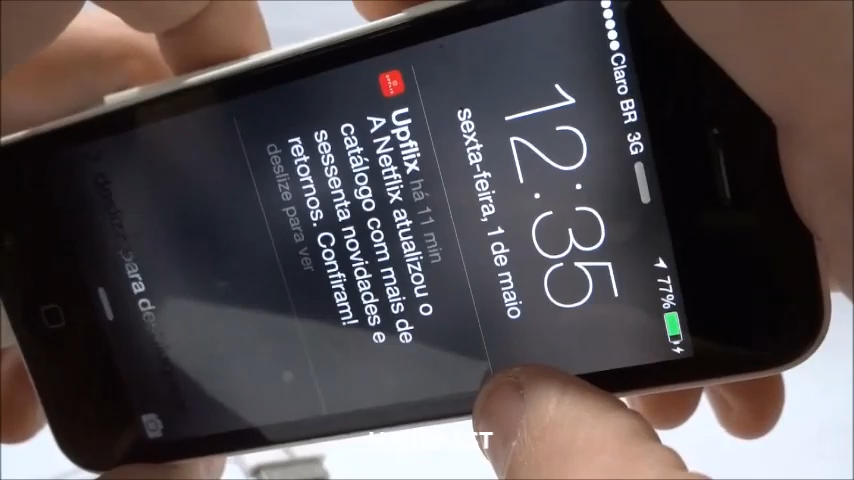 Claro BR 3G 77%
12:35
sexta-feira, 1 de maio
Upflix há 11 min
A Netflix atualizou o
catálogo com mais de
sessenta novidades e
retornos. Confiram!
deslize para ver
para